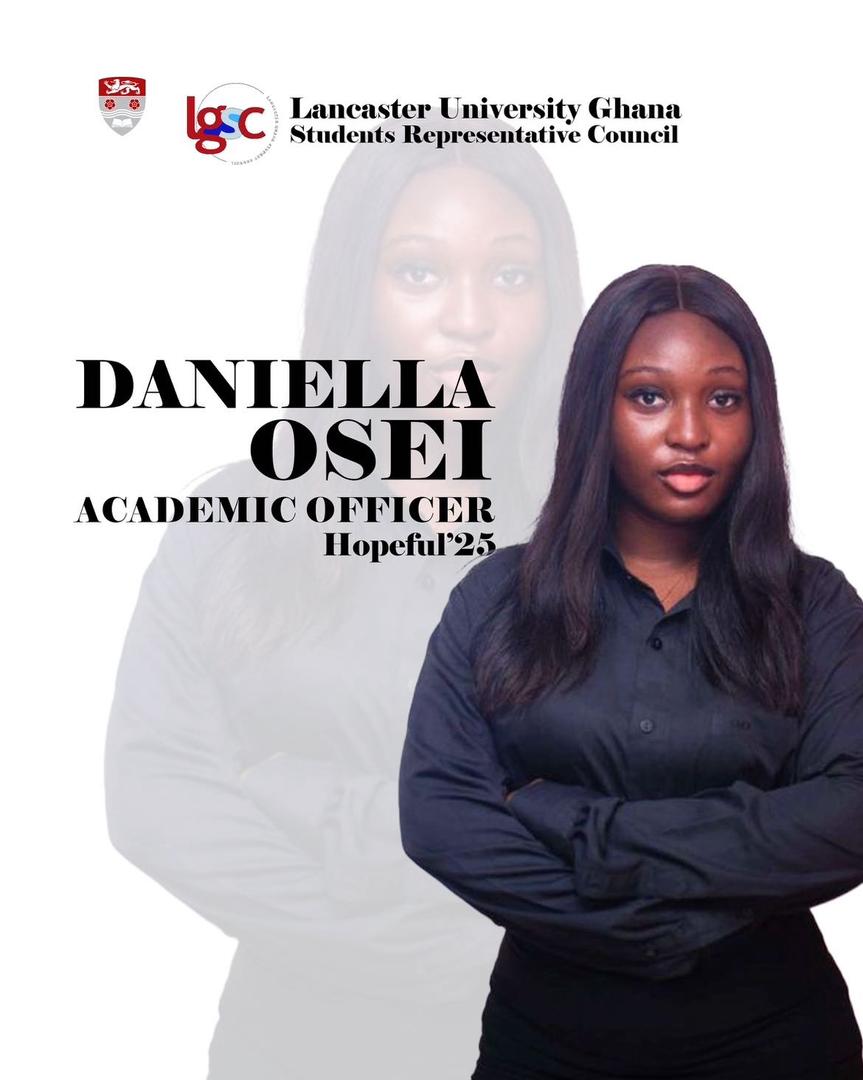 lgsc
Lancaster University Ghana
Students Representative Council
DANIELLA
OSEI
ACADEMIC OFFICER
Hopeful'25